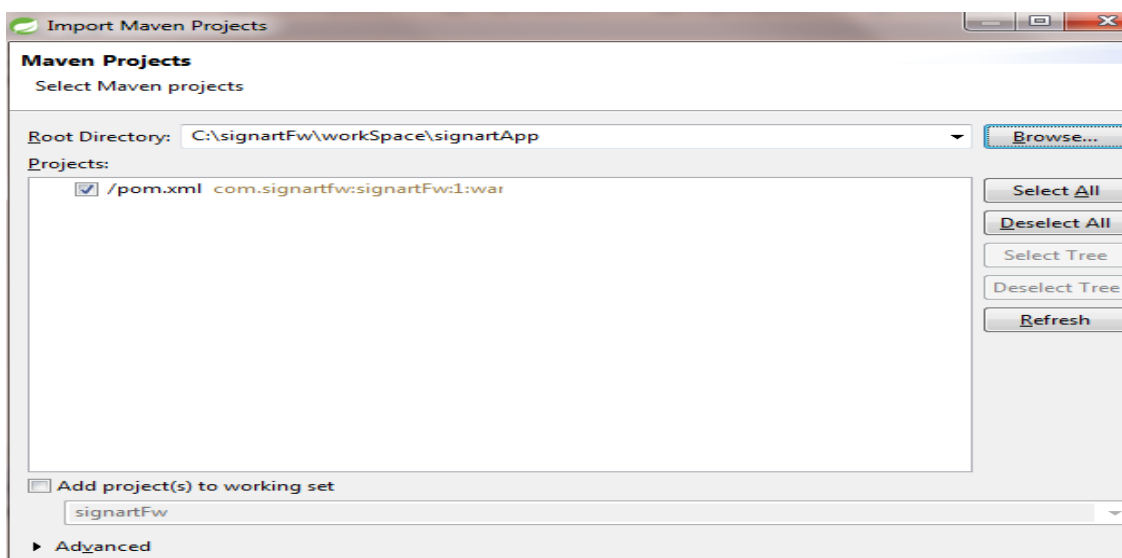 Import Maven Projects
Maven Projects
Select Maven projects
Root Directory: C:\signartFw\workSpace\signartApp Browse...
Projects:
/pom.xml com.signartfw:signartFw:1:war
Select All
Deselect All
Select Tree
Deselect Tree
Refresh
Add project(s) to working set
signartFw
Advanced